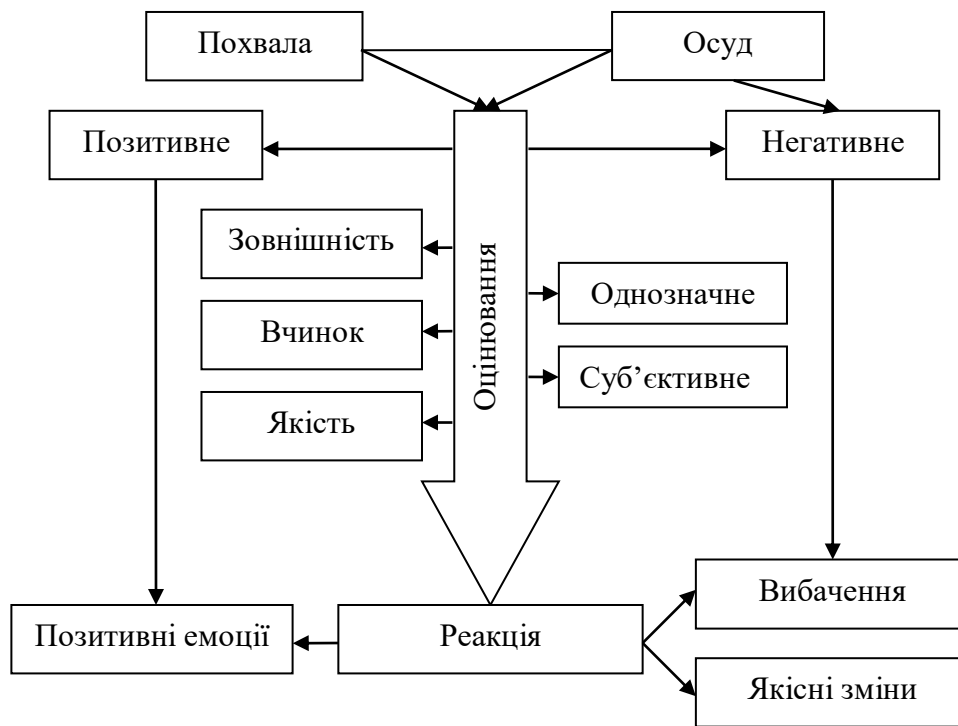 Похвала
Осуд
Позитивне
Негативне
Зовнішність
Оцінювання
Однозначне
Вчинок
Суб’єктивне
Якість
Вибачення
Позитивні емоції
Реакція
Якісні зміни